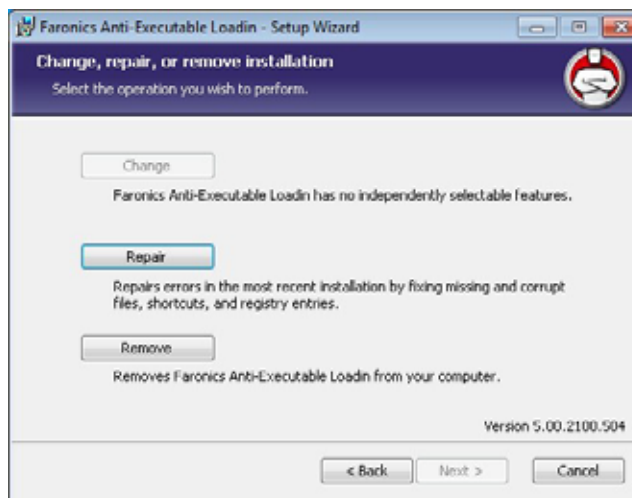 Faronics Anti-Executable Loadin - Setup Wizard
Change, repair, or remove installation
Select the operation you wish to perform.
Change
Faronics Anti-Executable Loadin has no independently selectable features.
Repair
Repairs errors in the most recent installation by fixing missing and corrupt
files, shortcuts, and registry entries.
Remove
Removes Faronics Anti-Executable Loadin from your computer.
Version 5.00.2100.504
< Back
Next >
Cancel